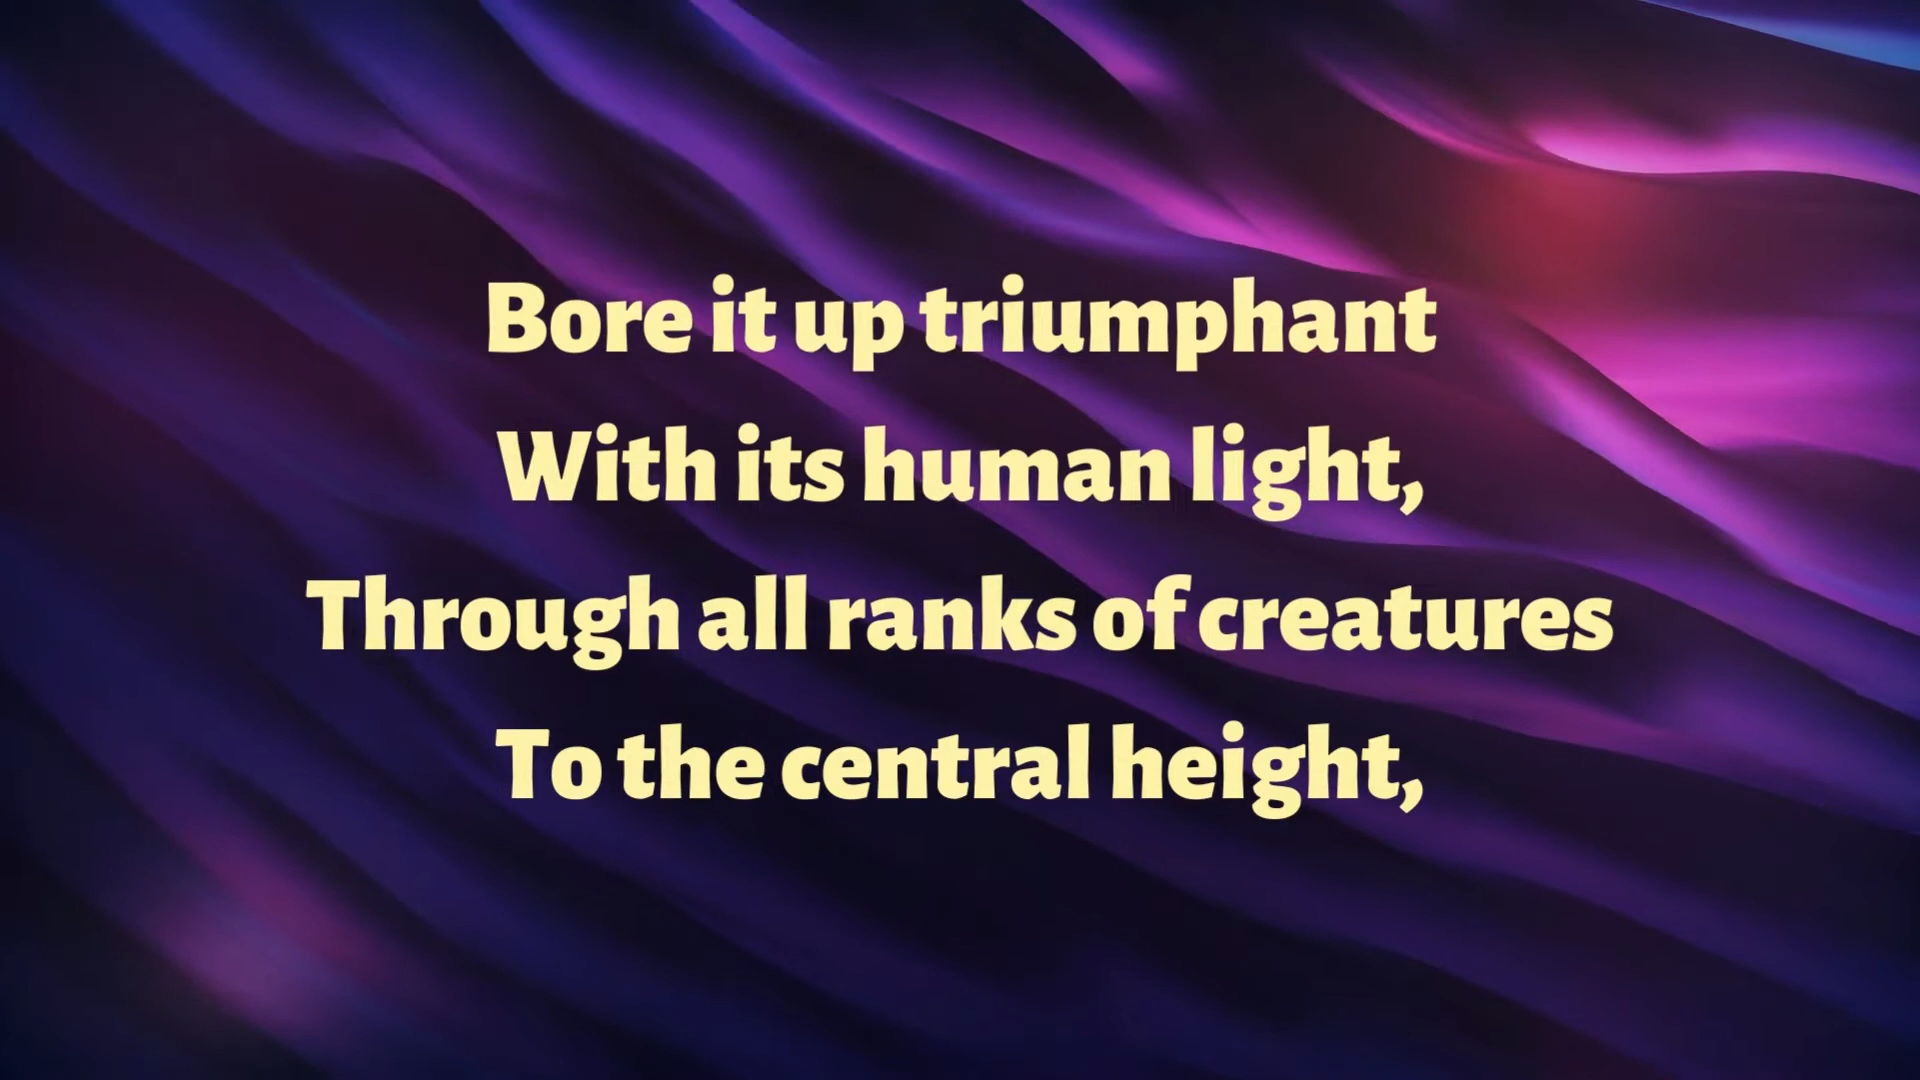 Bore it up triumphant
With its human light,
Through all ranks of creatures
To the central height,